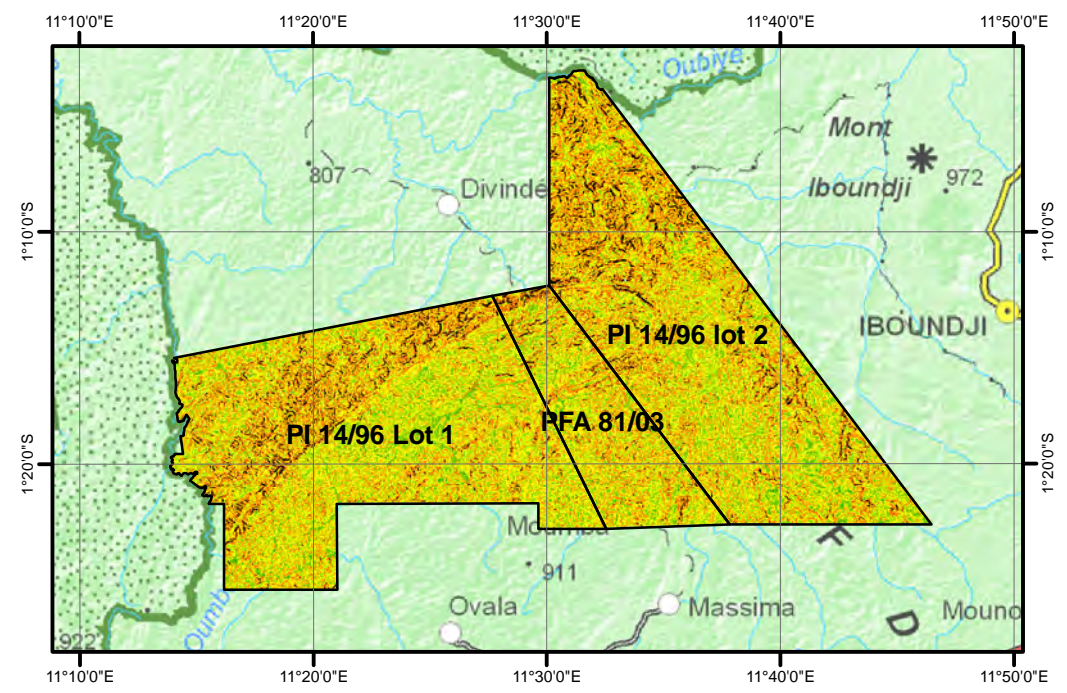 11°10'0"E 11°20'0"E 11°30'0"E 11°40'0"E 11°50'0"E
Oubiye
Mont
Iboundji
972
807
Divindé
1°10'0"S 1°10'0"S
IBOUNDJI
PI 14/96 lot 2
PFA 81/03
PI 14/96 Lot 1
1°20'0"S 1°20'0"S
Moumba
F
911
Ovala
Massima
Mouno
D
Oumb
922
11°10'0"E 11°20'0"E 11°30'0"E 11°40'0"E 11°50'0"E